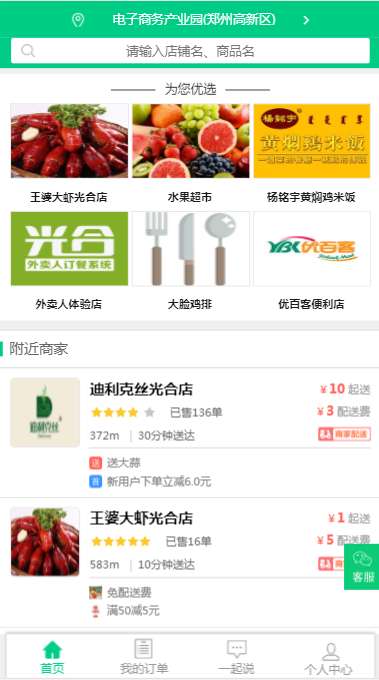 电子商务产业园(郑州高新区)
请输入店铺名、商品名
为您优选
杨铭宇
黄焖鸡米饭
王婆大虾光合店
水果超市
杨铭宇黄焖鸡米饭
光合
外卖人订餐系统
YBK优百客
外卖人体验店
大脸鸡排
优百客便利店
附近商家
迪利克丝
迪利克丝光合店
¥10 起送
已售136单
¥3 配送费
372m | 30分钟送达
商家配送
送 送大蒜
首 新用户下单立减6.0元
王婆大虾光合店
¥1 起送
已售16单
¥5 配送费
583m | 10分钟送达
免配送费
满50减5元
客服
首页
我的订单
一起说
个人中心